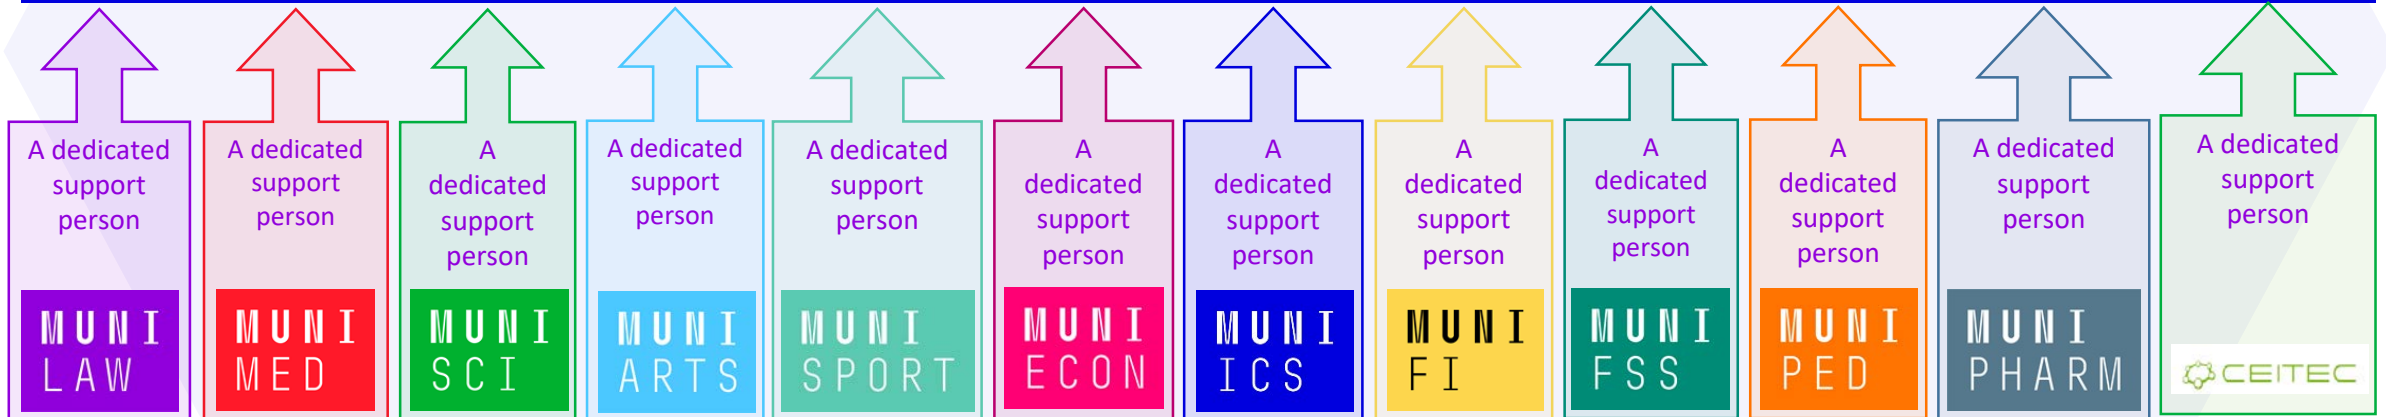 A dedicated
support
person
MUNI
LAW
A dedicated
support
person
MUNI
MED
A
dedicated
support
person
MUNI
SCI
A dedicated
support
person
MUNI
ARTS
A dedicated
support
person
MUNI
SPORT
A
dedicated
support
person
MUNI
ECON
A
dedicated
support
person
MUNI
ICS
A
dedicated
support
person
MUNI
FI
A
dedicated
support
person
MUNI
FSS
A
dedicated
support
person
MUNI
PED
A dedicated
support
person
MUNI
PHARM
A dedicated
support
person
CEITEC